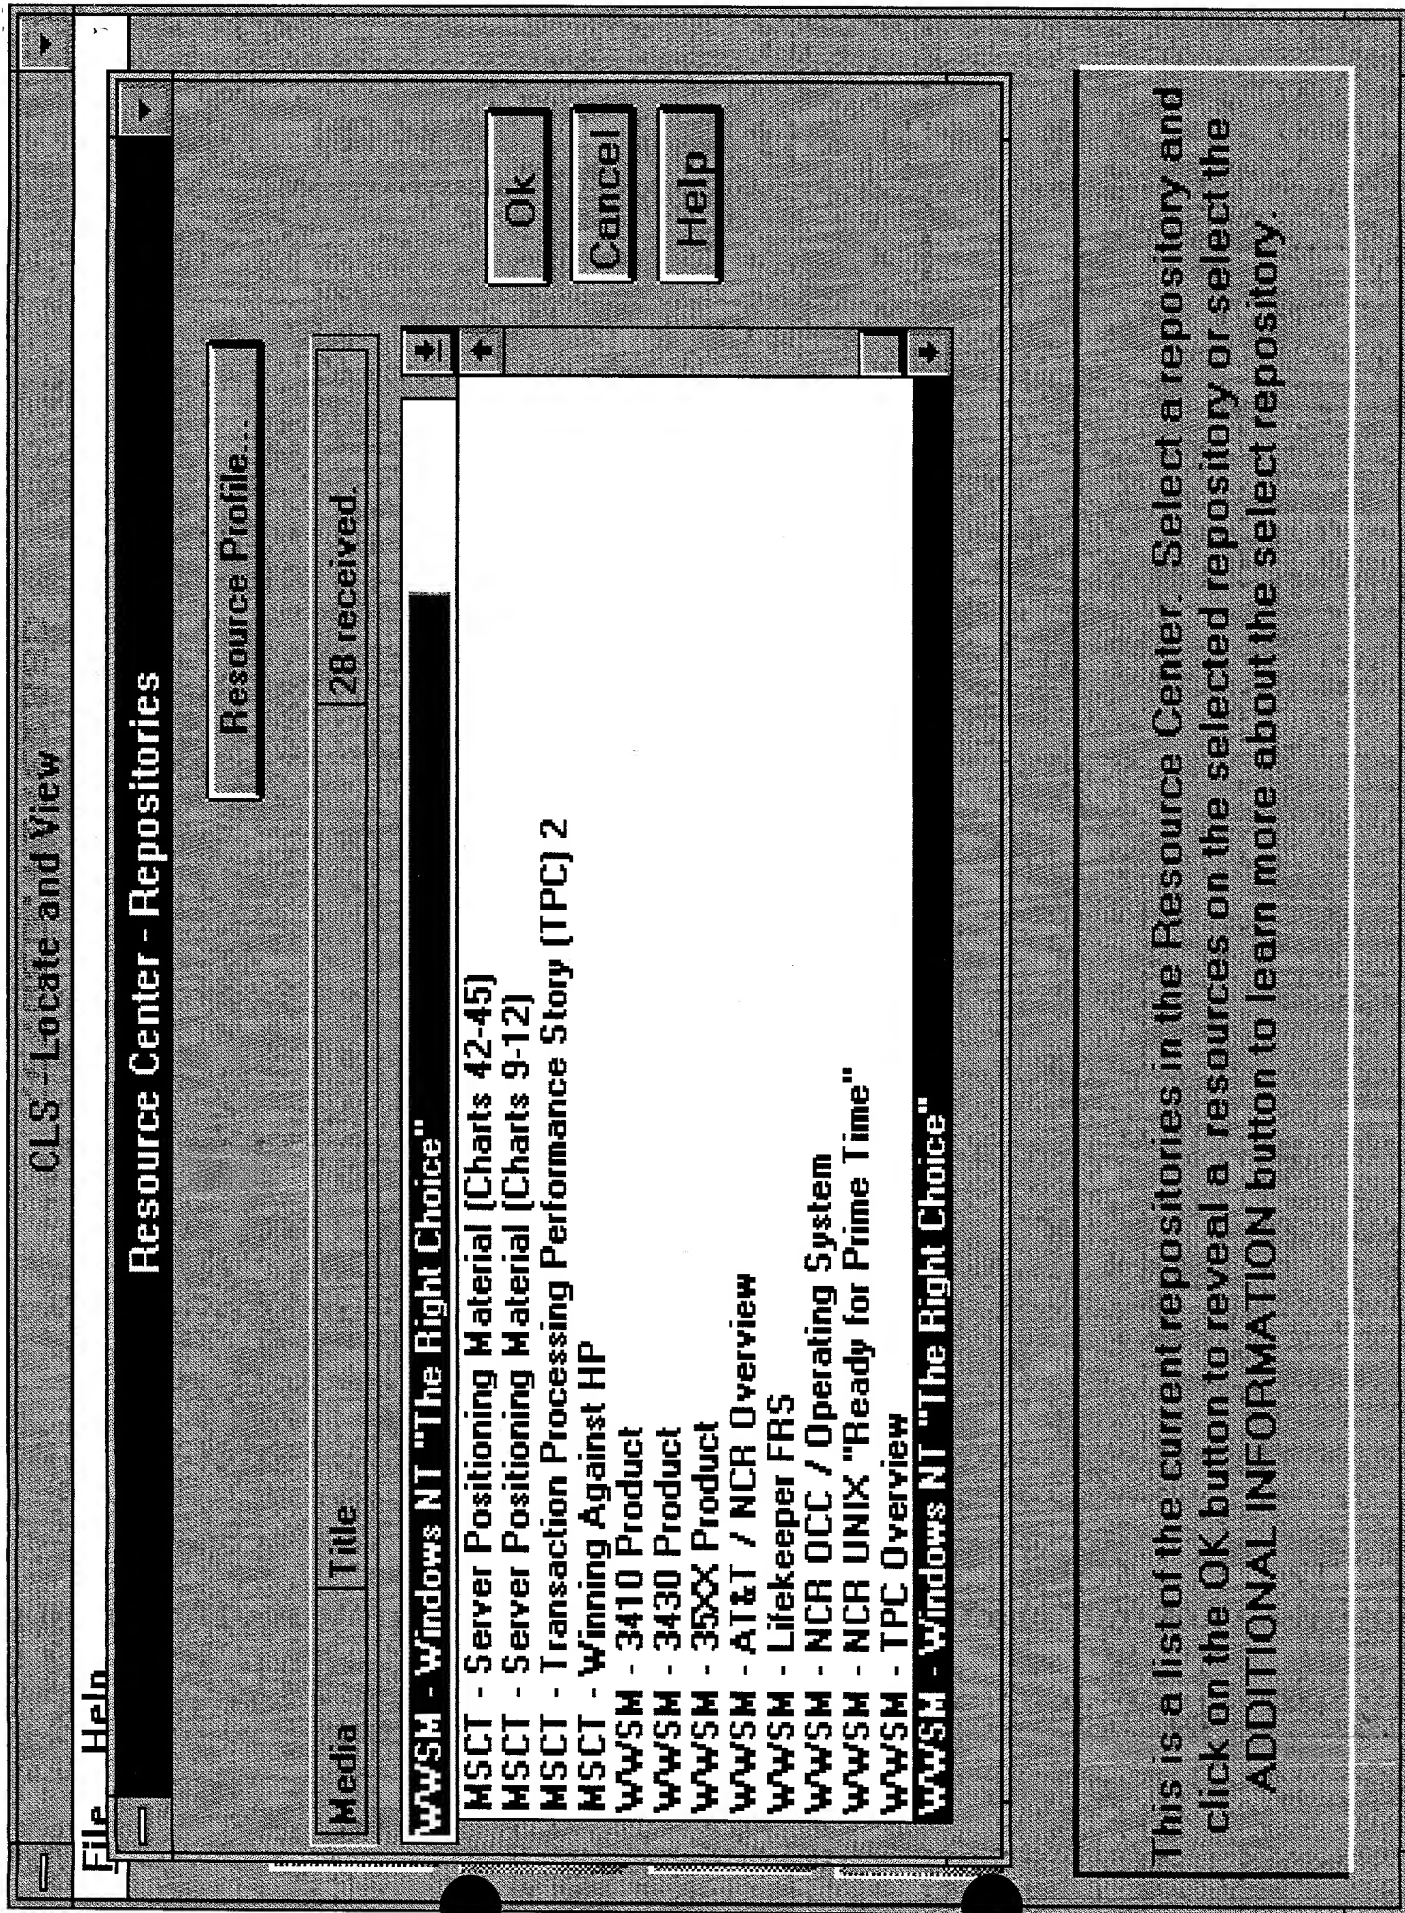 CLS - Locate and View
File Help
Resource Center - Repositories
Resource Profile...
Media Title 28 received.
WWSM - Windows NT "The Right Choice"
MSCT - Server Positioning Material (Charts 42-45)
MSCT - Server Positioning Material (Charts 9-12)
MSCT - Transaction Processing Performance Story (TPC) 2
MSCT - Winning Against HP
WWSM - 3410 Product
WWSM - 3430 Product
WWSM - 35XX Product
WWSM - AT&T / NCR Overview
WWSM - Lifekeeper FRS
WWSM - NCR OCC / Operating System
WWSM - NCR UNIX "Ready for Prime Time"
WWSM - TPC Overview
WWSM - Windows NT "The Right Choice"
Ok
Cancel
Help
This is a list of the current repositories in the Resource Center. Select a repository and
click on the OK button to reveal a resources on the selected repository or select the
ADDITIONAL INFORMATION button to learn more about the select repository.